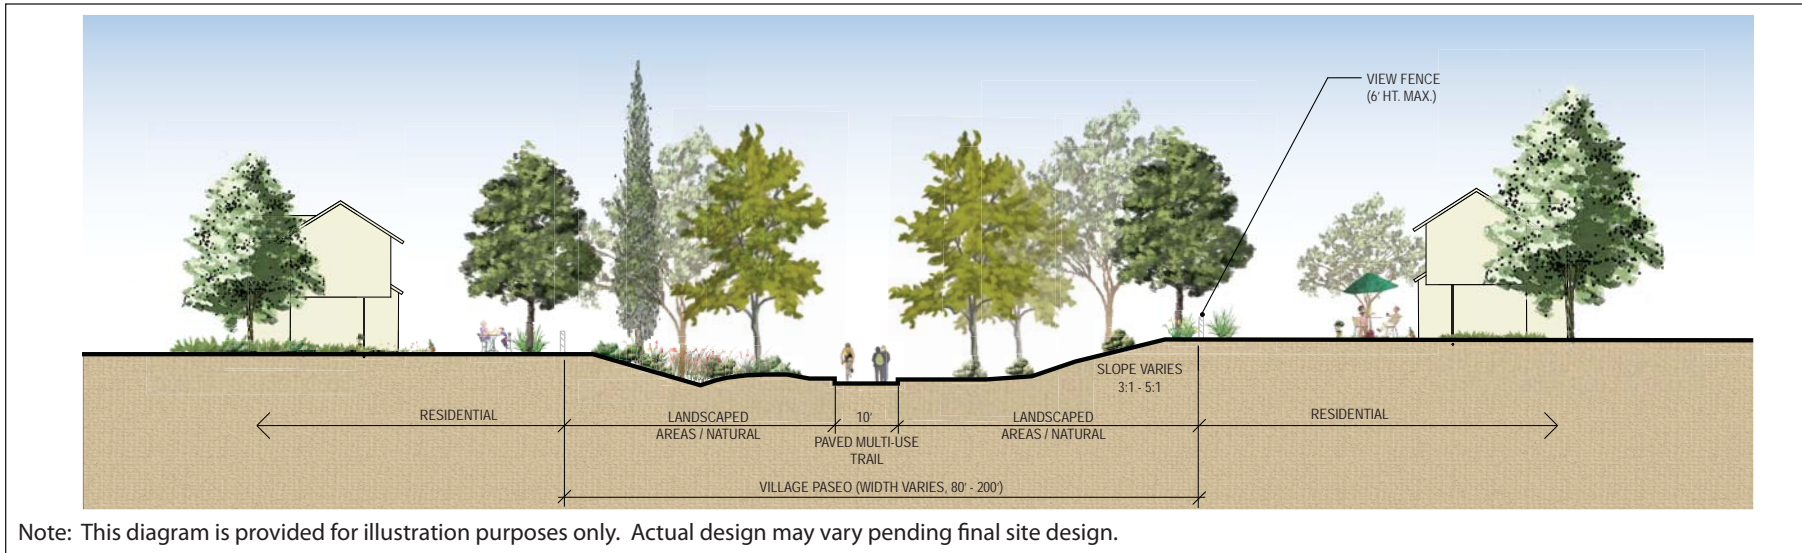 VIEW FENCE
(6' HT. MAX.)
SLOPE VARIES
3:1 - 5:1
RESIDENTIAL
LANDSCAPED
AREAS / NATURAL
10'
PAVED MULTI-USE
TRAIL
LANDSCAPED
AREAS / NATURAL
RESIDENTIAL
VILLAGE PASEO (WIDTH VARIES, 80' - 200')
Note: This diagram is provided for illustration purposes only. Actual design may vary pending final site design.